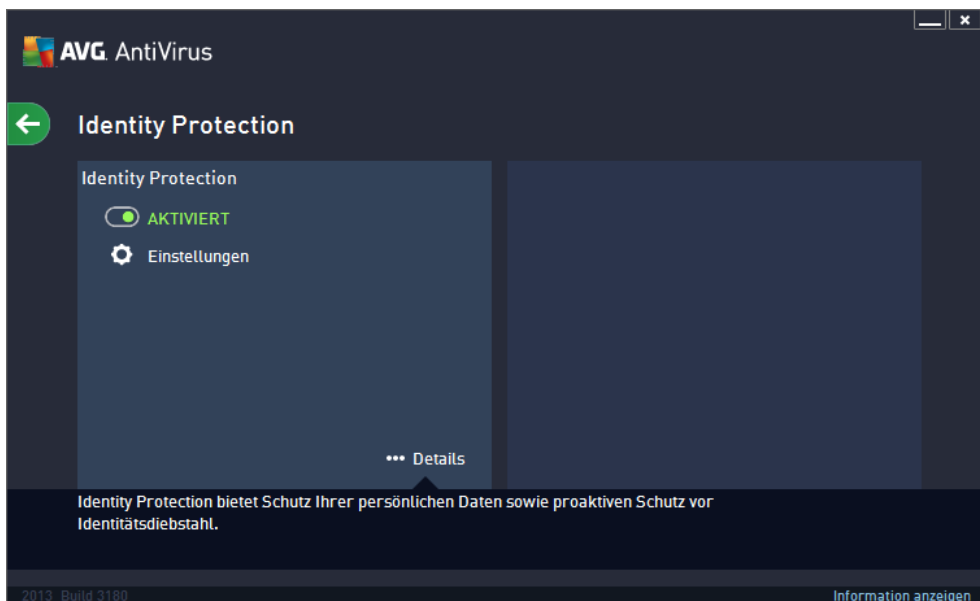 AVG. AntiVirus
Identity Protection
Identity Protection
AKTIVIERT
Einstellungen
••• Details
Identity Protection bietet Schutz Ihrer persönlichen Daten sowie proaktiven Schutz vor
Identitätsdiebstahl.
2013 Build 3180
Information anzeigen